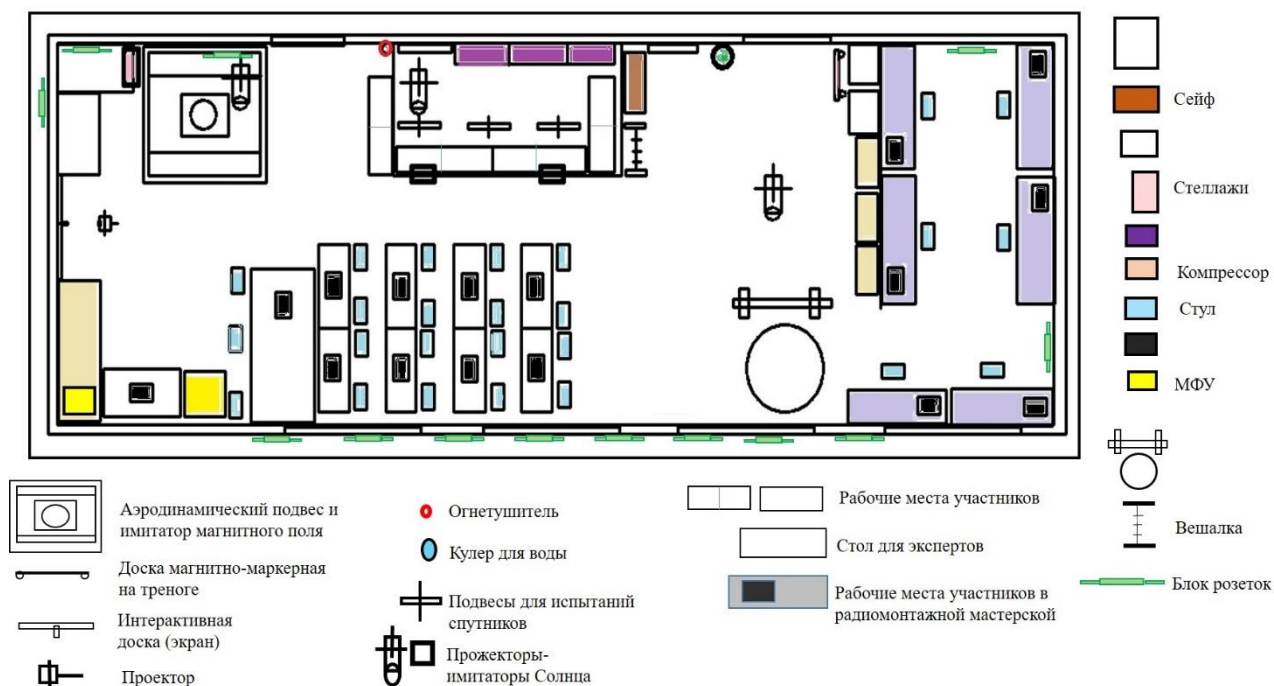 Сейф
Стеллажи
Компрессор
Стул
МФУ
Аэродинамический подвес и
имитатор магнитного поля
Доска магнитно-маркерная
на треноге
Интерактивная
доска (экран)
Проектор
Огнетушитель
Кулер для воды
Подвесы для испытаний
спутников
Прожекторы-
имитаторы Солнца
Рабочие места участников
Стол для экспертов
Рабочие места участников в
радиомонтажной мастерской
Вешалка
Блок розеток